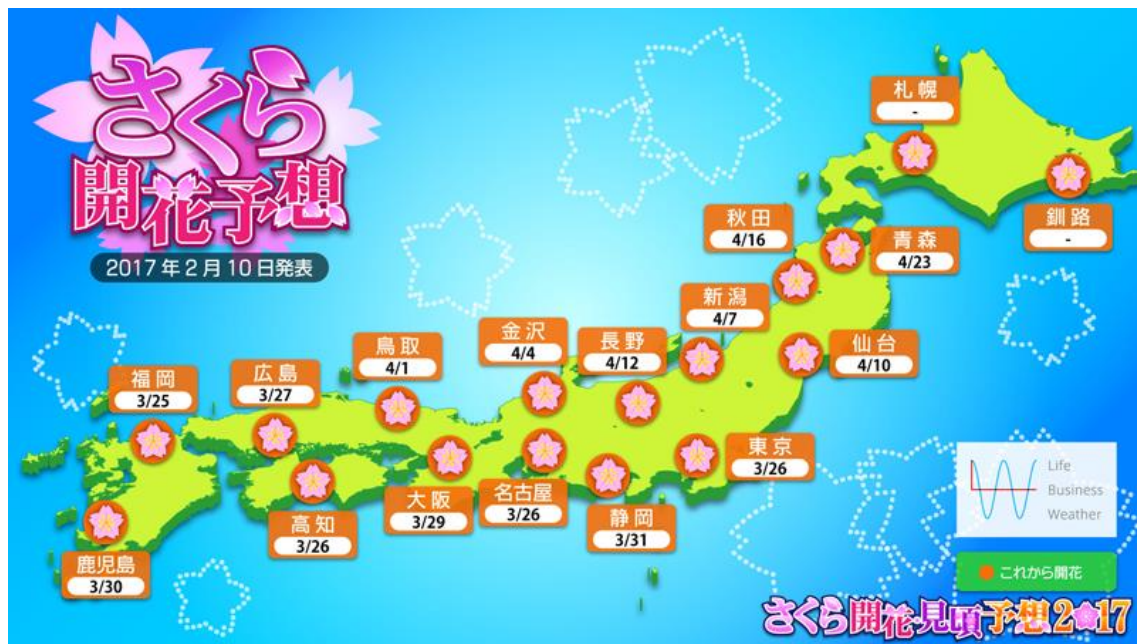 さくら
開花予想
2017年2月10日発表
札幌
-
釧路
-
秋田
4/16
青森
4/23
新潟
4/7
仙台
4/10
金沢
4/4
長野
4/12
鳥取
4/1
広島
3/27
福岡
3/25
東京
3/26
静岡
3/31
名古屋
3/26
大阪
3/29
高知
3/26
鹿児島
3/30
Life
Business
Weather
これから開花
さくら開花・見頃予想2017